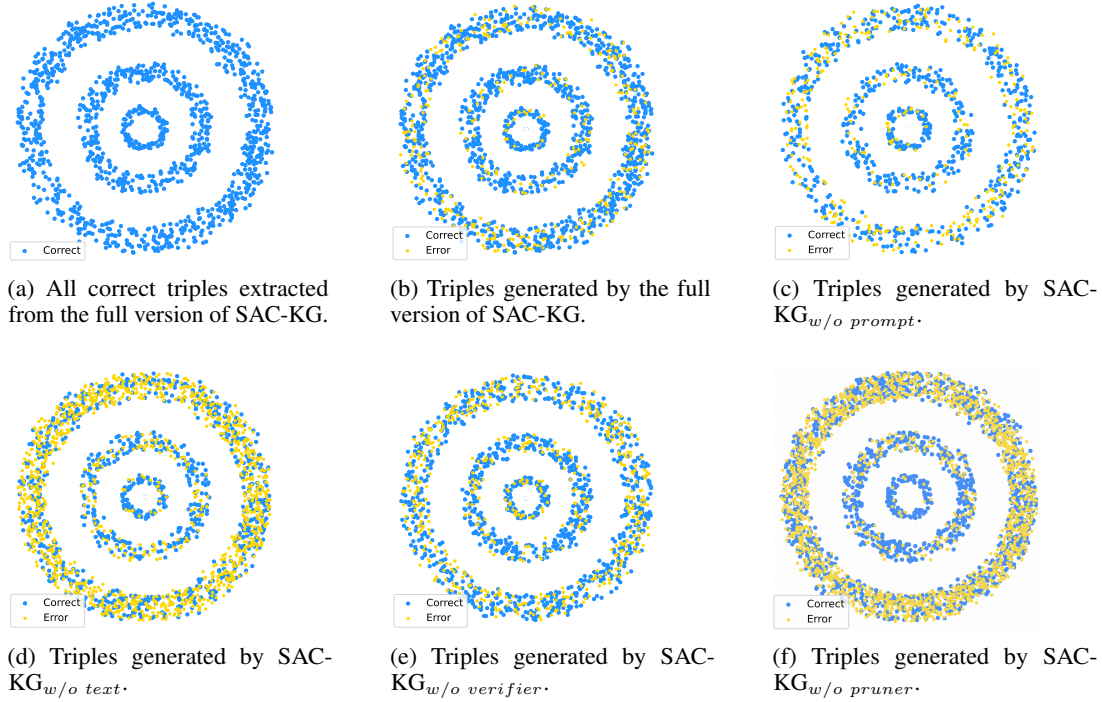 Correct
Correct
Error
Correct
Error
(a) All correct triples extracted
from the full version of SAC-KG.
(b) Triples generated by the full
version of SAC-KG.
(c) Triples generated by SAC-
KGw/o prompt.
Correct
Error
Correct
Error
Correct
Error
(d) Triples generated by SAC-
KGw/o text.
(e) Triples generated by SAC-
KGw/o verifier.
(f) Triples generated by SAC-
KGw/o pruner.